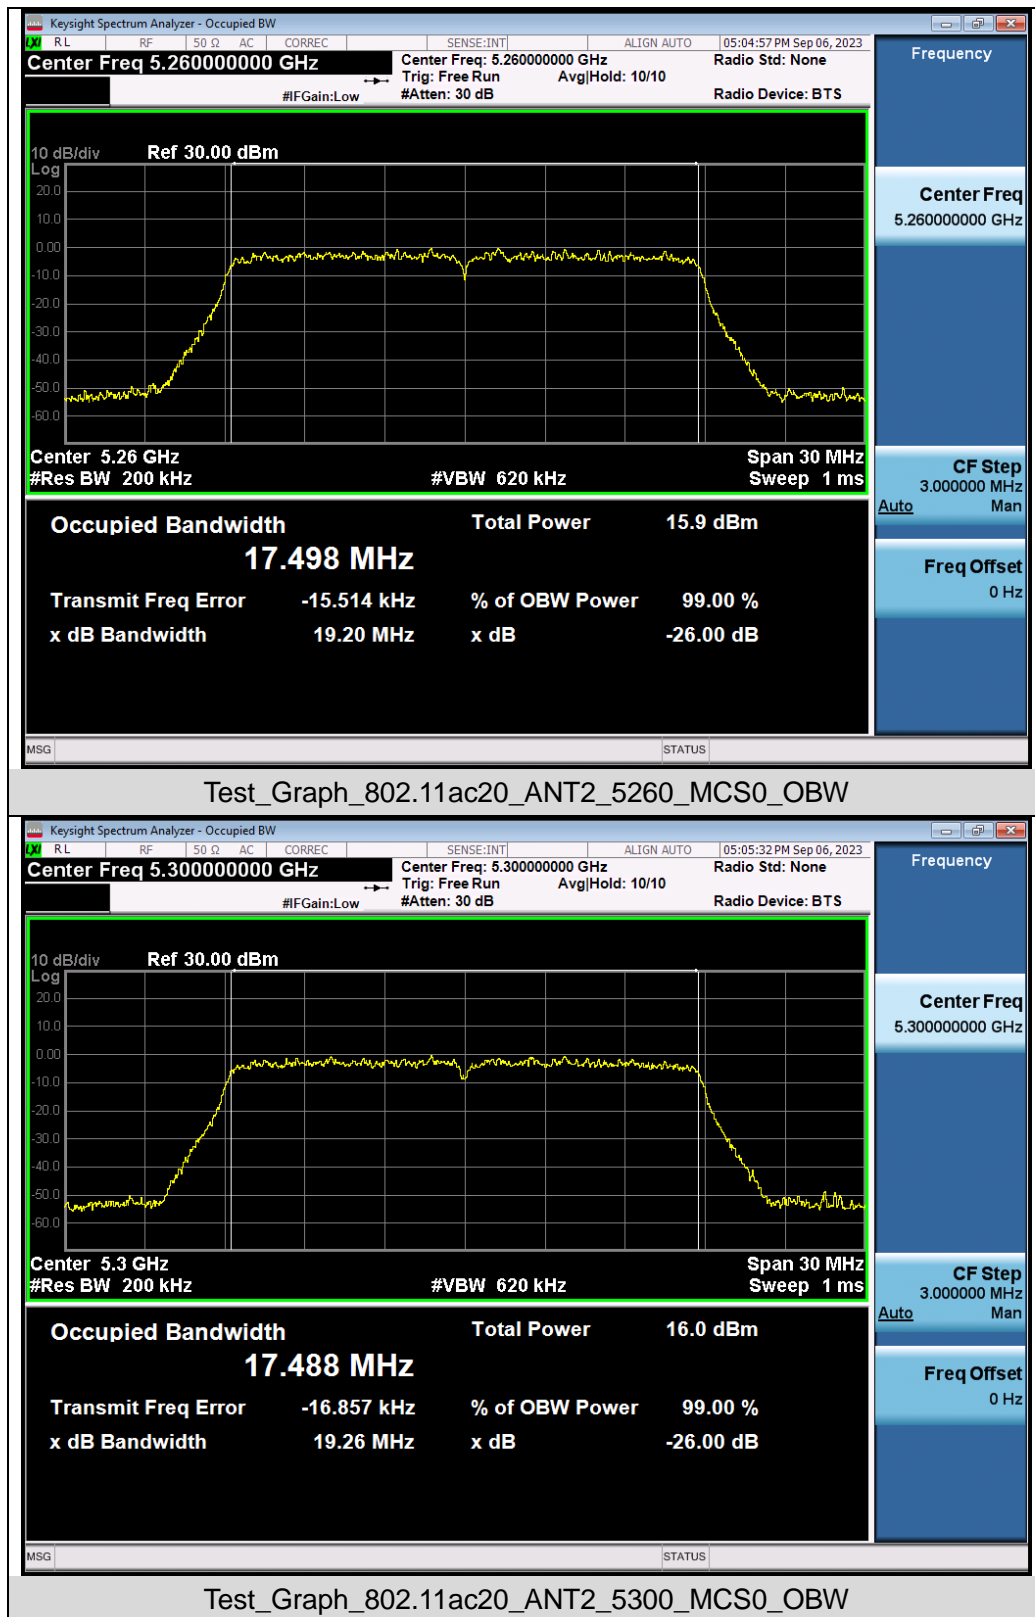 Keysight Spectrum Analyzer - Occupied BW
LXI RL RF 50 Ω AC CORREC SENSE:INT ALIGN AUTO 05:04:57 PM Sep 06, 2023
Center Freq 5.260000000 GHz
Center Freq: 5.260000000 GHz Radio Std: None
Trig: Free Run Avg|Hold: 10/10
#IFGain:Low #Atten: 30 dB Radio Device: BTS
Frequency
10 dB/div Ref 30.00 dBm
Log
20.0
10.0
0.00
-10.0
-20.0
-30.0
-40.0
-50.0
-60.0
Center 5.26 GHz Span 30 MHz
#Res BW 200 kHz #VBW 620 kHz Sweep 1 ms
Center Freq
5.260000000 GHz
CF Step
3.000000 MHz
Auto Man
Freq Offset
0 Hz
Occupied Bandwidth Total Power 15.9 dBm
17.498 MHz
Transmit Freq Error -15.514 kHz % of OBW Power 99.00 %
x dB Bandwidth 19.20 MHz x dB -26.00 dB
MSG STATUS
Test_Graph_802.11ac20_ANT2_5260_MCS0_OBW
Keysight Spectrum Analyzer - Occupied BW
LXI RL RF 50 Ω AC CORREC SENSE:INT ALIGN AUTO 05:05:32 PM Sep 06, 2023
Center Freq 5.300000000 GHz
Center Freq: 5.300000000 GHz Radio Std: None
Trig: Free Run Avg|Hold: 10/10
#IFGain:Low #Atten: 30 dB Radio Device: BTS
Frequency
10 dB/div Ref 30.00 dBm
Log
20.0
10.0
0.00
-10.0
-20.0
-30.0
-40.0
-50.0
-60.0
Center 5.3 GHz Span 30 MHz
#Res BW 200 kHz #VBW 620 kHz Sweep 1 ms
Center Freq
5.300000000 GHz
CF Step
3.000000 MHz
Auto Man
Freq Offset
0 Hz
Occupied Bandwidth Total Power 16.0 dBm
17.488 MHz
Transmit Freq Error -16.857 kHz % of OBW Power 99.00 %
x dB Bandwidth 19.26 MHz x dB -26.00 dB
MSG STATUS
Test_Graph_802.11ac20_ANT2_5300_MCS0_OBW